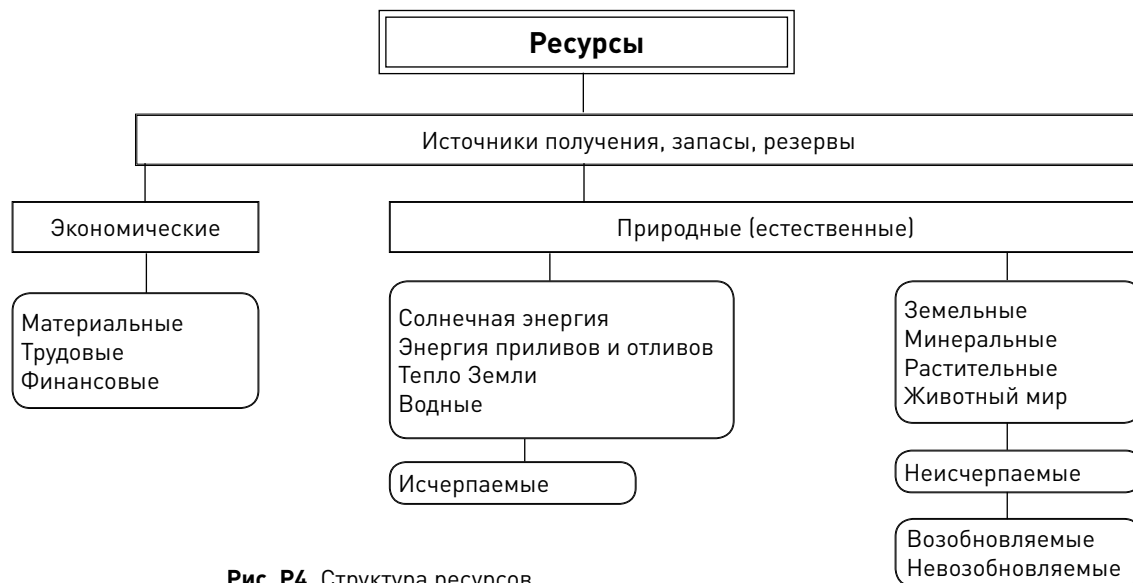 Ресурсы
Источники получения, запасы, резервы
Экономические
Природные (естественные)
Материальные
Трудовые
Финансовые
Солнечная энергия
Энергия приливов и отливов
Тепло Земли
Водные
Земельные
Минеральные
Растительные
Животный мир
Исчерпаемые
Неисчерпаемые
Возобновляемые
Невозобновляемые
Рис. Р4. Структура ресурсов